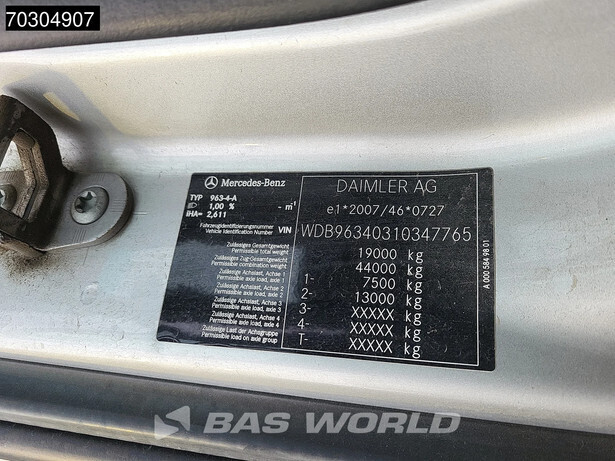 70304907
Mercedes-Benz
DAIMLER AG
TYP 963-4-A
1,00 % - m¹
IHA= 2,611
e1*2007/46*0727
Fahrzeugidentifizierungsnummer
Vehicle Identification Number VIN WDB96340310347765
Zulässiges Gesamtgewicht
Permissible total weight 19000 kg
Zulässiges Zug-Gesamtgewicht
Permissible combination weight 44000 kg
Zulässige Achslast, Achse 1
Permissible axle load, axle 1 1- 7500 kg
Zulässige Achslast, Achse 2
Permissible axle load, axle 2 2- 13000 kg
Zulässige Achslast, Achse 3
Permissible axle load, axle 3 3- XXXXX kg
Zulässige Achslast, Achse 4
Permissible axle load, axle 4 4- XXXXX kg
Zulässige Last der Achsgruppe
Permissible load on axle group T- XXXXX kg
A 000 584 98 01
BAS WORLD